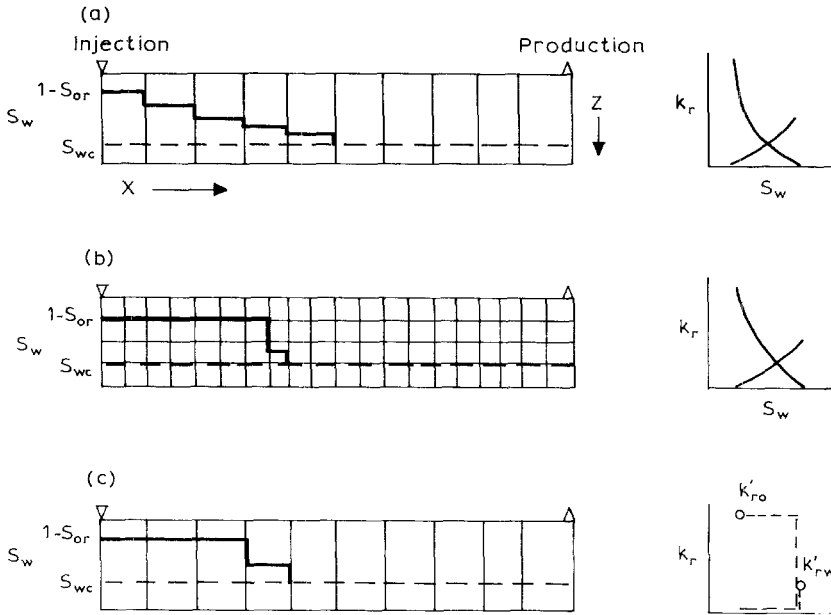 (a)
Injection
Production
1-Sor
Sw
Swc
X
Z
kr
Sw
(b)
1-Sor
Sw
Swc
kr
Sw
(c)
1-Sor
Sw
Swc
kr
k'ro
k'rw